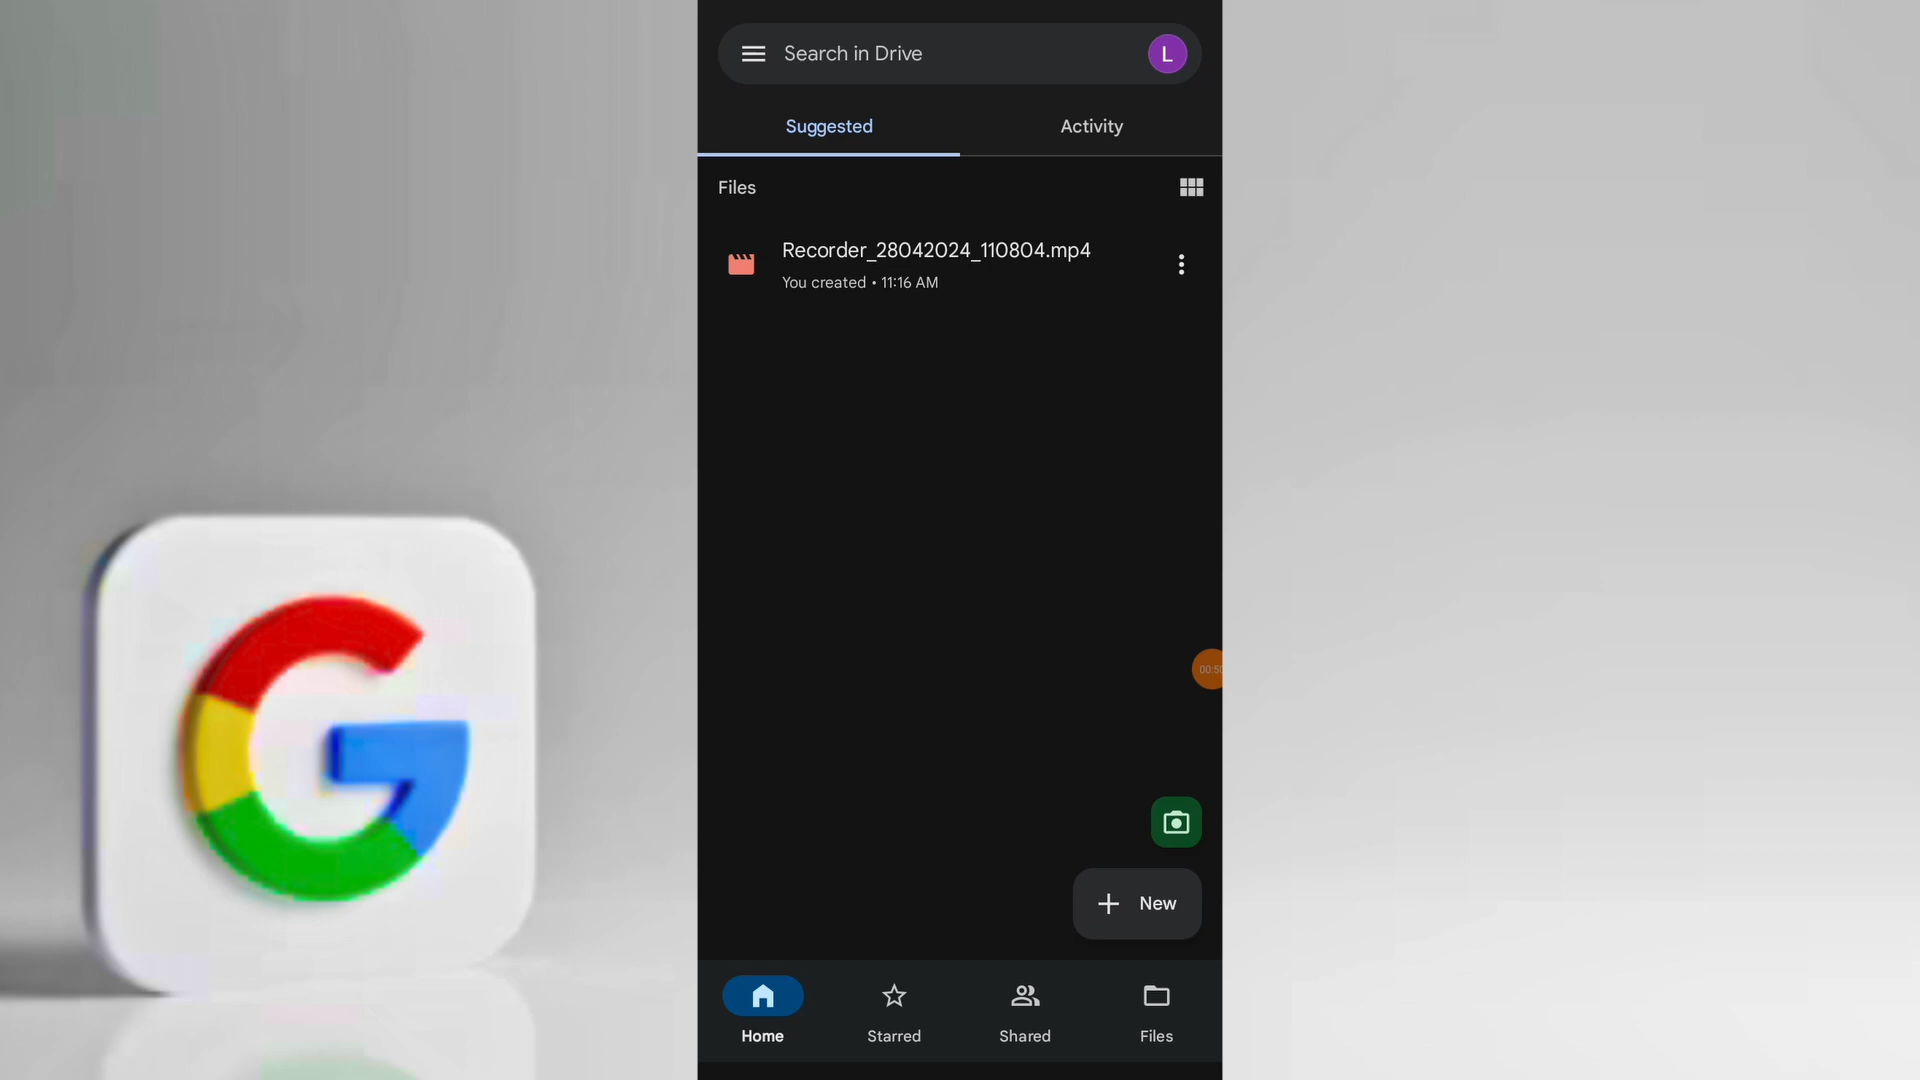 Search in Drive
L
Suggested
Activity
Files
Recorder_28042024_110804.mp4
You created • 11:16 AM
New
Home
Starred
Shared
Files